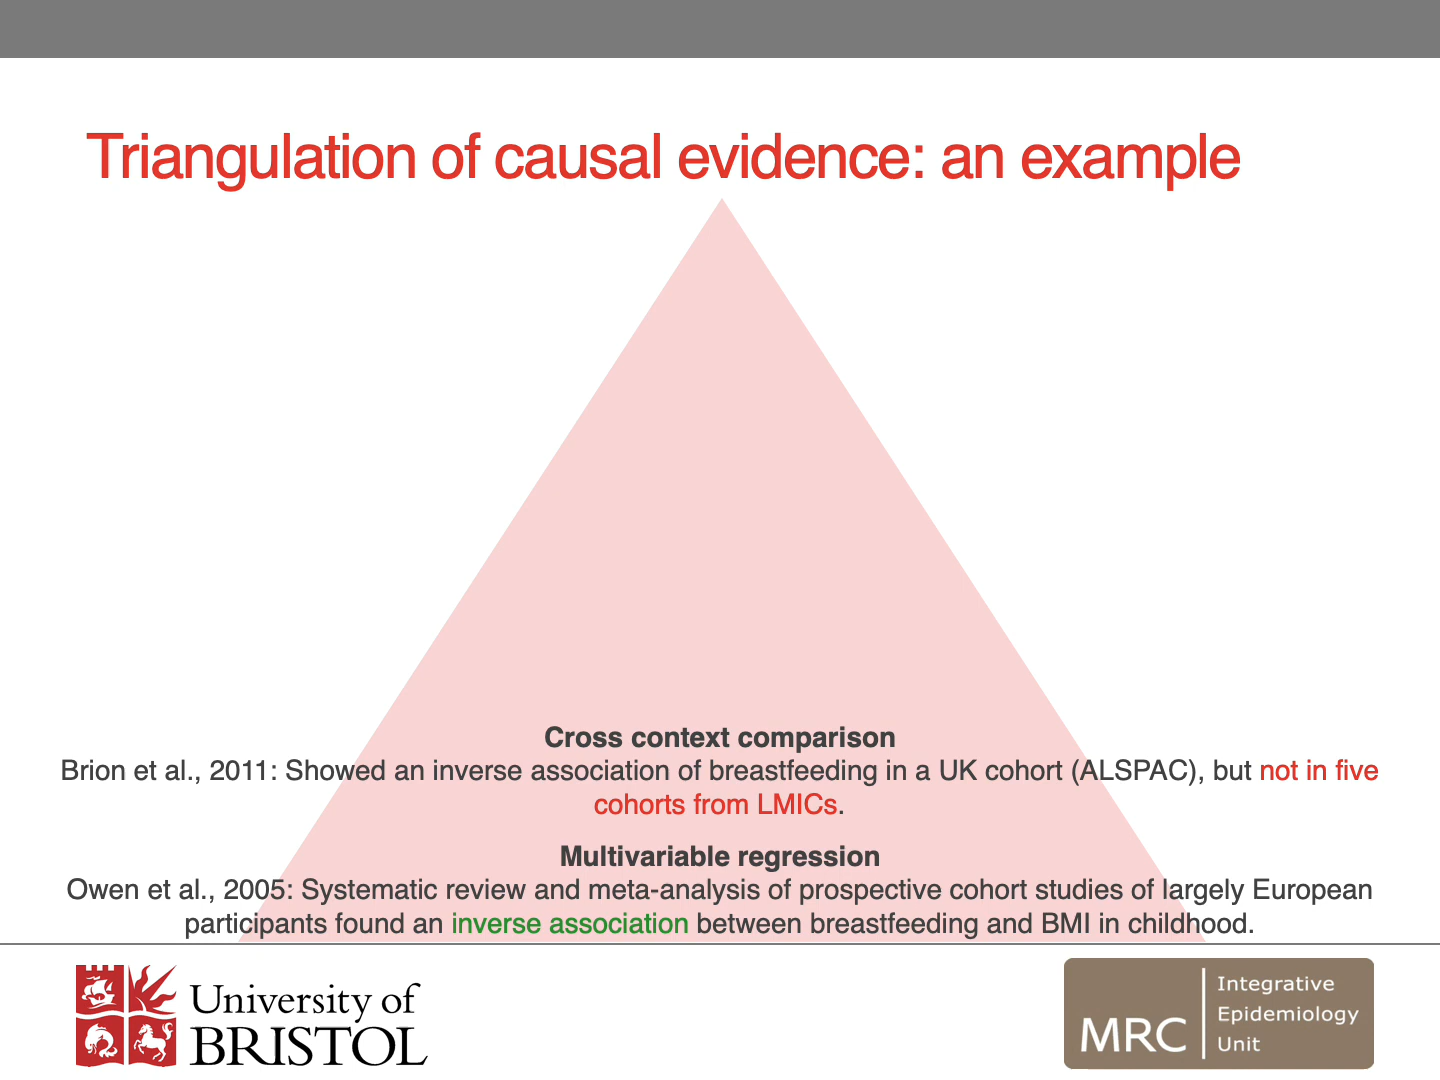 Triangulation of causal evidence: an example
Cross context comparison
Brion et al., 2011: Showed an inverse association of breastfeeding in a UK cohort (ALSPAC), but not in five
cohorts from LMICs.
Multivariable regression
Owen et al., 2005: Systematic review and meta-analysis of prospective cohort studies of largely European
participants found an inverse association between breastfeeding and BMI in childhood.
University of
BRISTOL
MRC
Integrative
Epidemiology
Unit